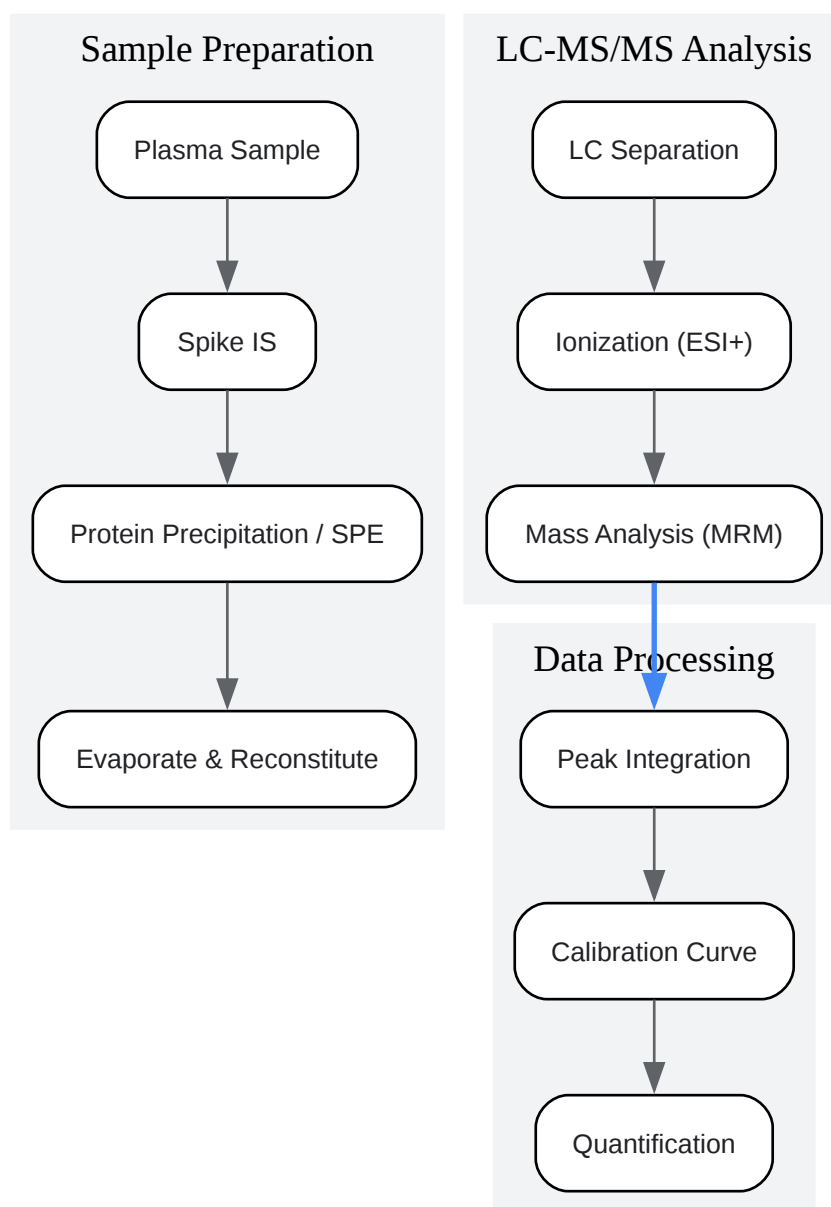 Sample Preparation
Plasma Sample
Spike IS
Protein Precipitation / SPE
Evaporate & Reconstitute
LC-MS/MS Analysis
LC Separation
Ionization (ESI+)
Mass Analysis (MRM)
Data Processing
Peak Integration
Calibration Curve
Quantification